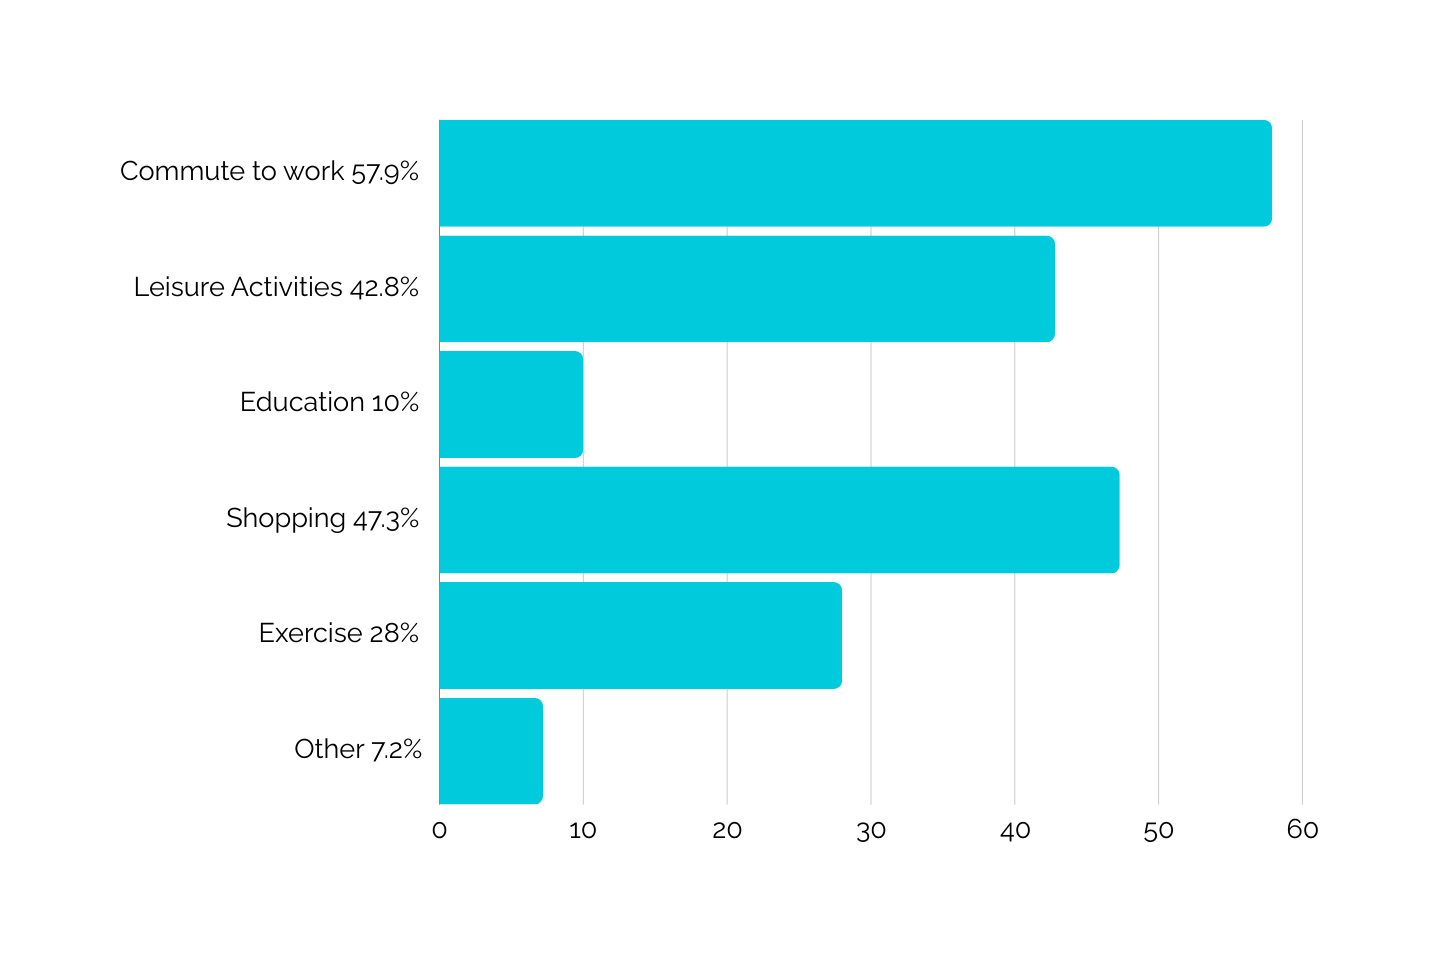 Commute to work 57.9%
Leisure Activities 42.8%
Education 10%
Shopping 47.3%
Exercise 28%
Other 7.2%
0 10 20 30 40 50 60